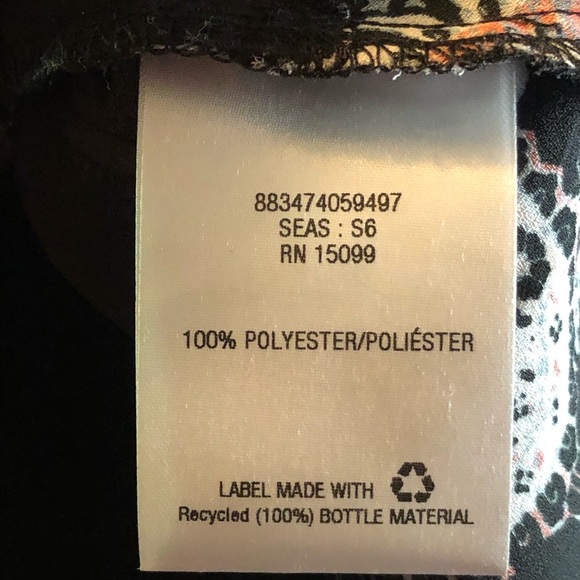 883474059497
SEAS : S6
RN 15099
100% POLYESTER/POLIÉSTER
LABEL MADE WITH
Recycled (100%) BOTTLE MATERIAL